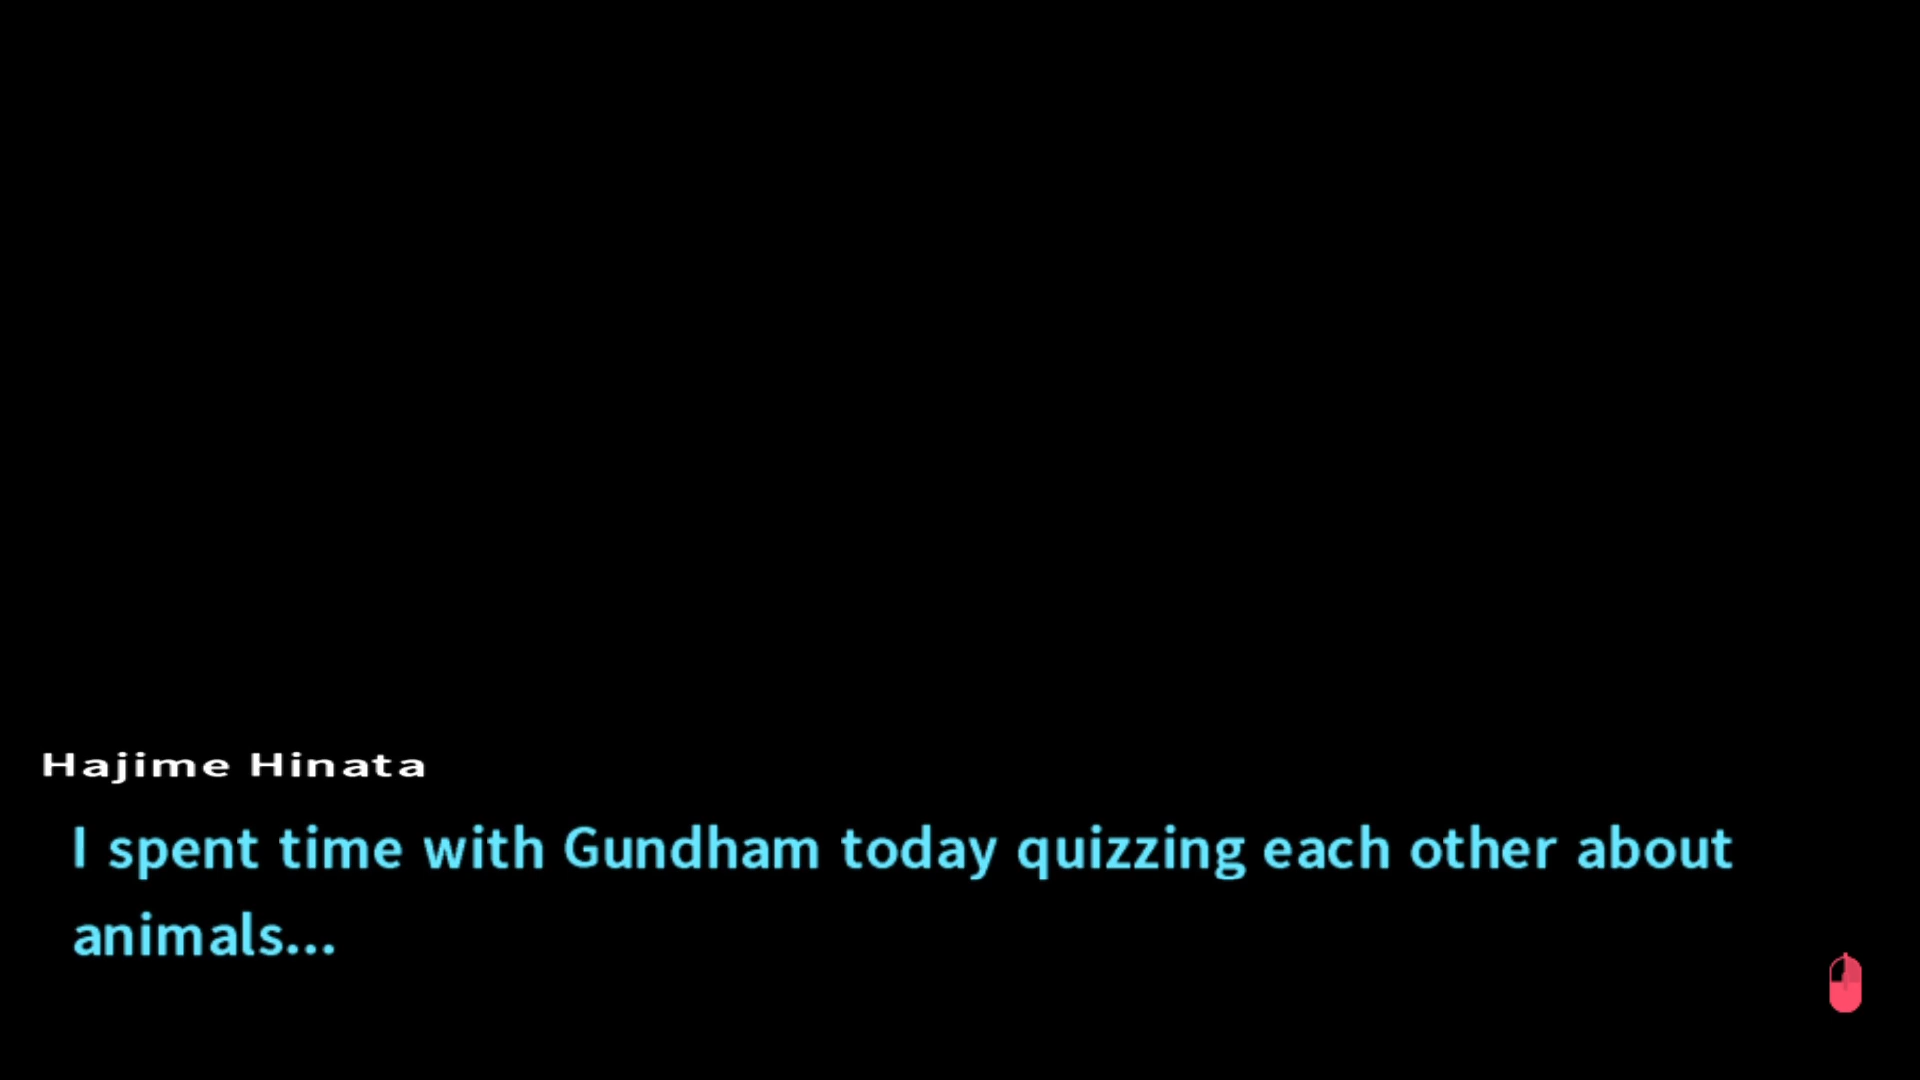 Hajime Hinata
I spent time with Gundham today quizzing each other about
animals...